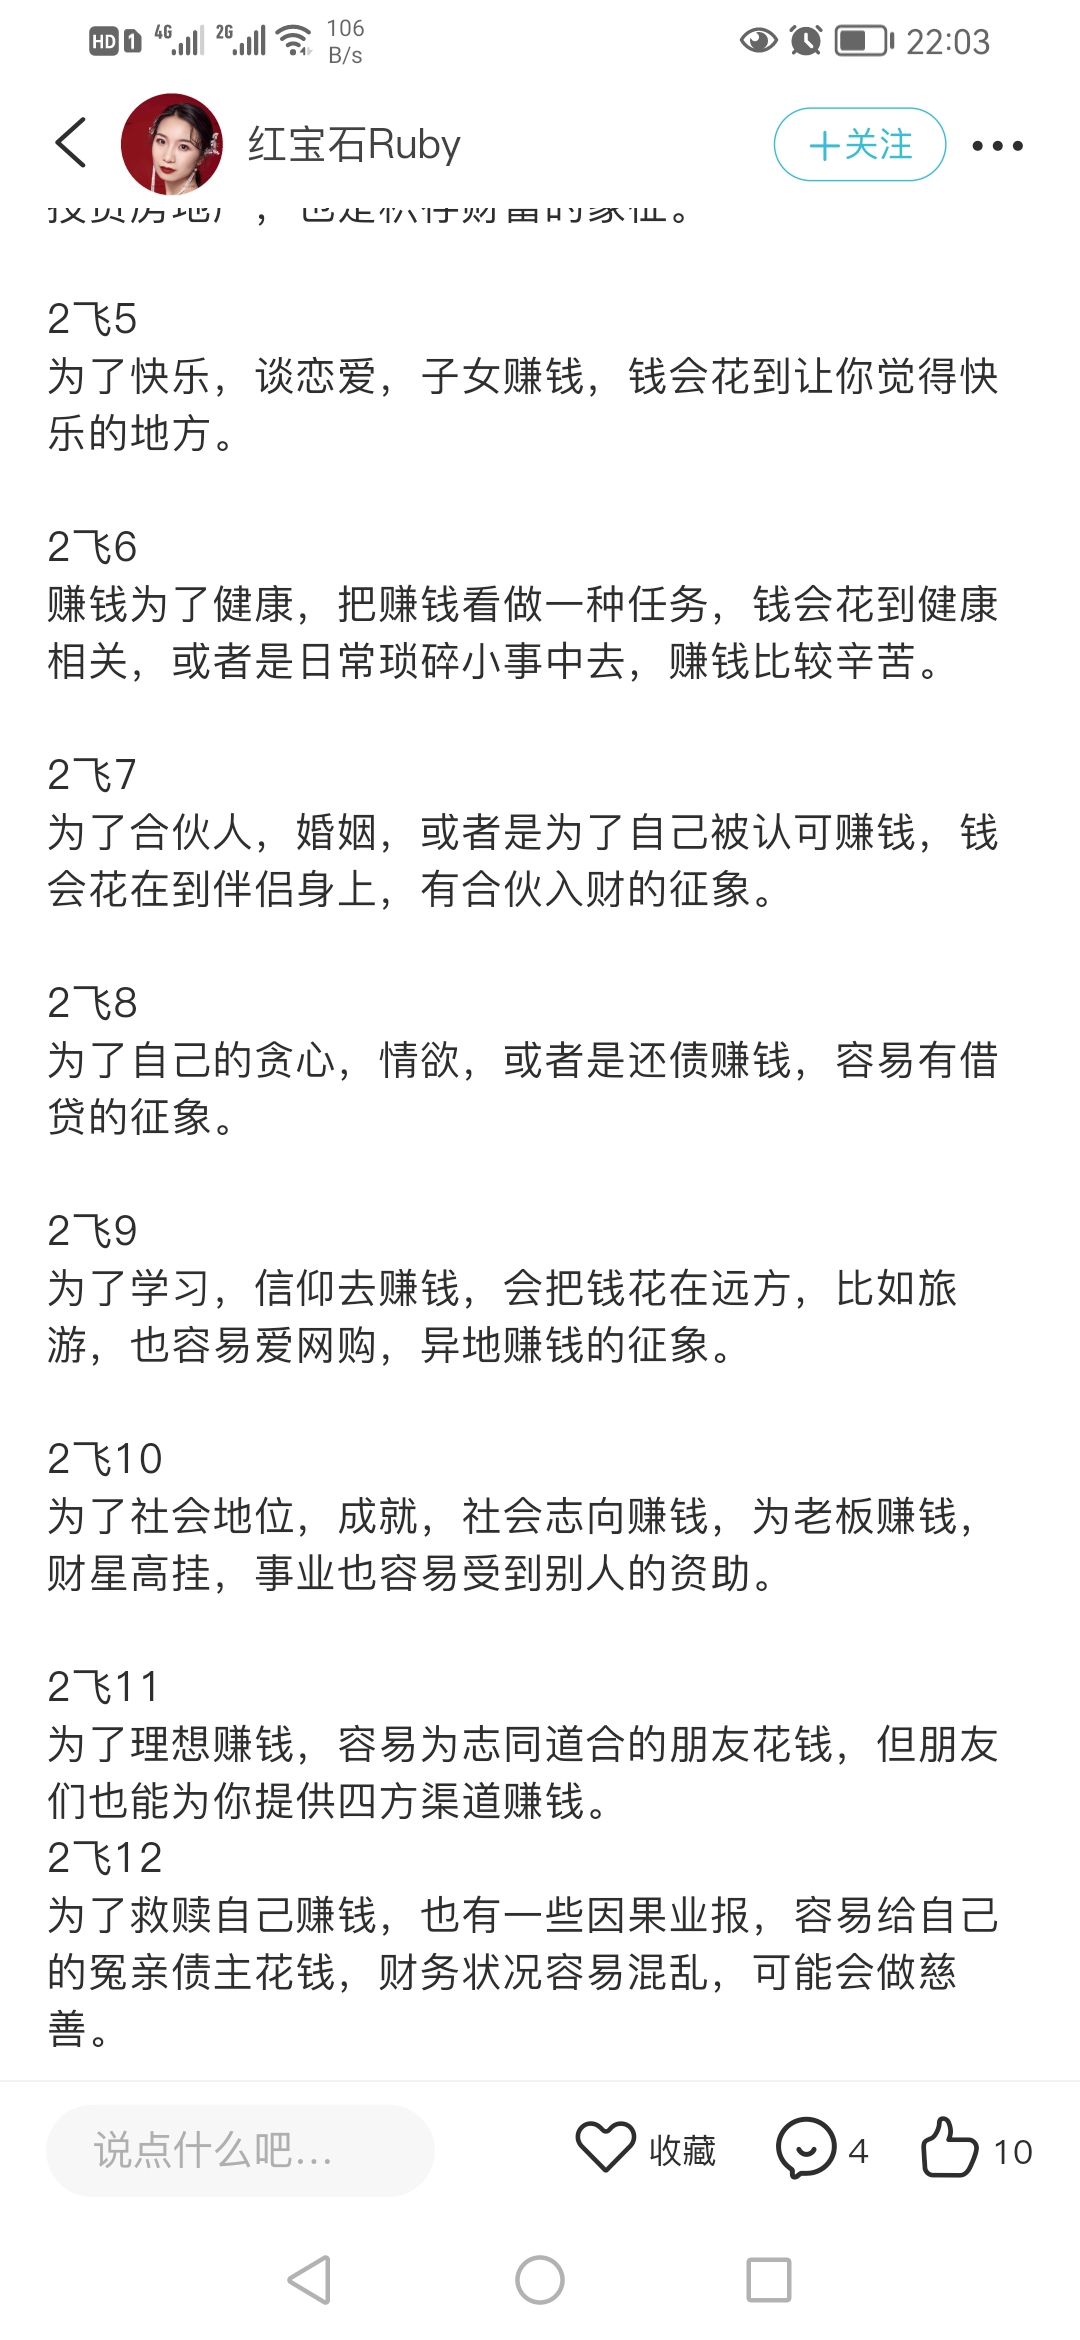 HD 1 4G 2G 106 B/s 22:03
红宝石Ruby
+关注
投资房地产，也是积存财富的象征。
2飞5
为了快乐，谈恋爱，子女赚钱，钱会花到让你觉得快
乐的地方。
2飞6
赚钱为了健康，把赚钱看做一种任务，钱会花到健康
相关，或者是日常琐碎小事中去，赚钱比较辛苦。
2飞7
为了合伙人，婚姻，或者是为了自己被认可赚钱，钱
会花在到伴侣身上，有合伙入财的征象。
2飞8
为了自己的贪心，情欲，或者是还债赚钱，容易有借
贷的征象。
2飞9
为了学习，信仰去赚钱，会把钱花在远方，比如旅
游，也容易爱网购，异地赚钱的征象。
2飞10
为了社会地位，成就，社会志向赚钱，为老板赚钱，
财星高挂，事业也容易受到别人的资助。
2飞11
为了理想赚钱，容易为志同道合的朋友花钱，但朋友
们也能为你提供四方渠道赚钱。
2飞12
为了救赎自己赚钱，也有一些因果业报，容易给自己
的冤亲债主花钱，财务状况容易混乱，可能会做慈
善。
说点什么吧...
收藏
4
10